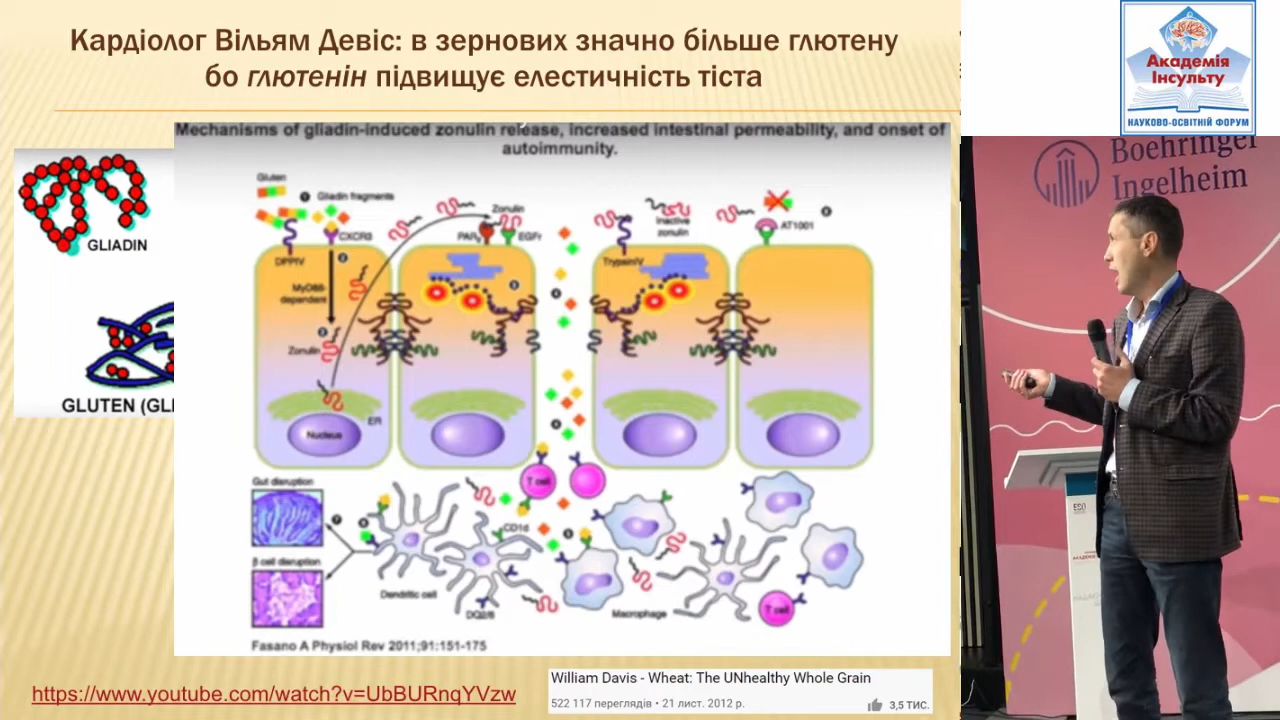 Кардіолог Вільям Девіс: в зернових значно більше глютену
бо глютенін підвищує еластичність тіста
Mechanisms of gliadin-induced zonulin release, increased intestinal permeability, and onset of
autoimmunity.
GLIADIN
GLUTEN (GLI
Gluten
Gliadin fragments
Zonulin
DPPIV
CXCR3
PAR
EGFr
inactive
zonulin
AT1001
TrypsinIV
MyD88-
dependent
Zonulin
ER
Nucleus
T cell
Gut disruption
β cell disruption
CD1d
Dendritic cell
DQ2/8
Macrophage
T cell
Fasano A Physiol Rev 2011;91:151-175
https://www.youtube.com/watch?v=UbBURnqYVzw
William Davis - Wheat: The UNhealthy Whole Grain
522 117 переглядів • 21 лист. 2012 р.
3,5 ТИС.
Академія
Інсульту
НАУКОВО-ОСВІТНІЙ ФОРУМ
Boehringer
Ingelheim